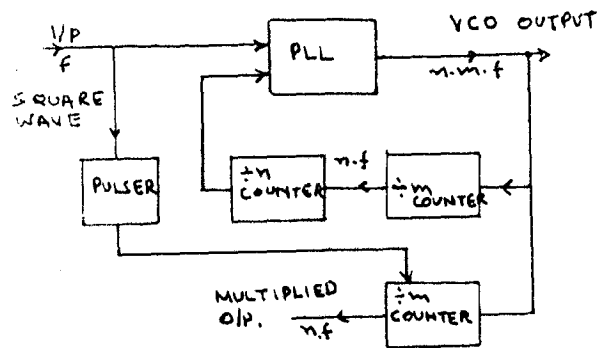 I/P
VCO OUTPUT
f
PLL
n.m.f
SQUARE
WAVE
PULSER
÷n
COUNTER
n.f
÷m
COUNTER
MULTIPLIED
O/P.
n.f
÷m
COUNTER